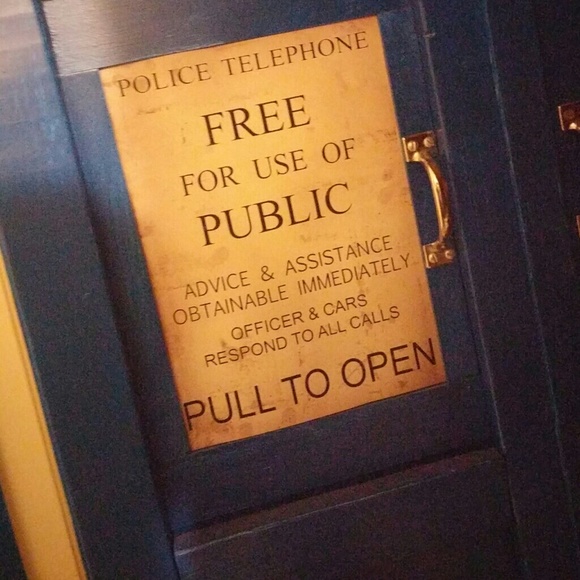 POLICE TELEPHONE
FREE
FOR USE OF
PUBLIC
ADVICE & ASSISTANCE
OBTAINABLE IMMEDIATELY
OFFICER & CARS
RESPOND TO ALL CALLS
PULL TO OPEN